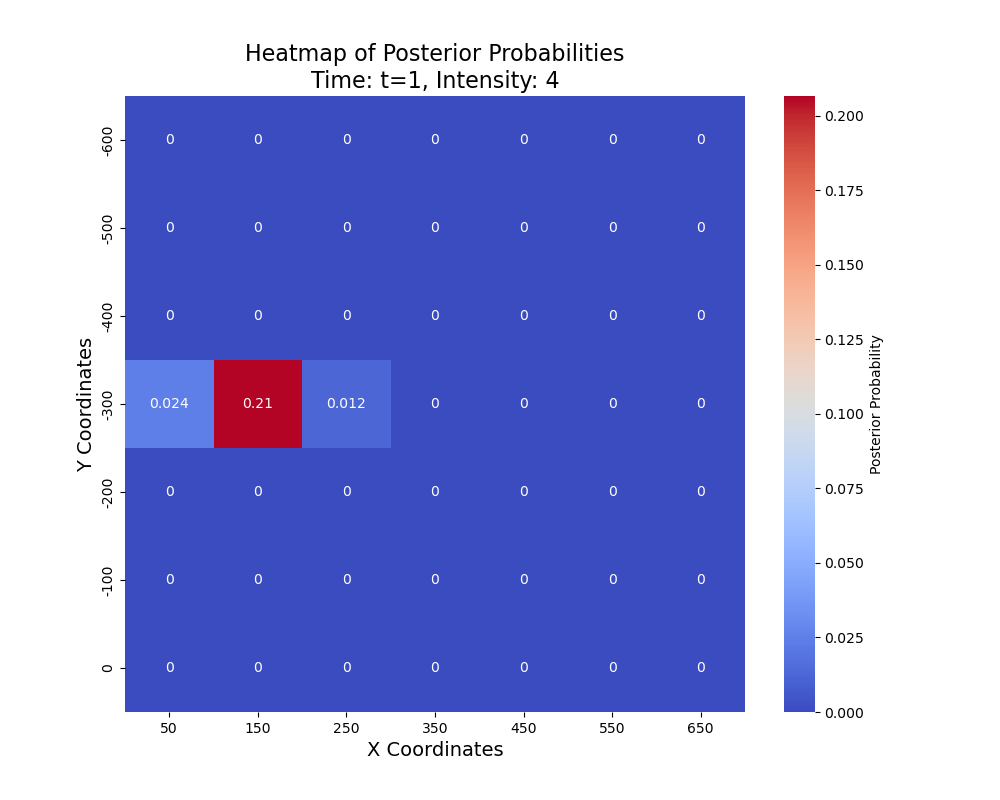 Heatmap of Posterior Probabilities
Time: t=1, Intensity: 4
Y Coordinates
-600 0 0 0 0 0 0 0
-500 0 0 0 0 0 0 0
-400 0 0 0 0 0 0 0
-300 0.024 0.21 0.012 0 0 0 0
-200 0 0 0 0 0 0 0
-100 0 0 0 0 0 0 0
0 0 0 0 0 0 0 0
50 150 250 350 450 550 650
X Coordinates
0.200
0.175
0.150
0.125
0.100
0.075
0.050
0.025
0.000
Posterior Probability